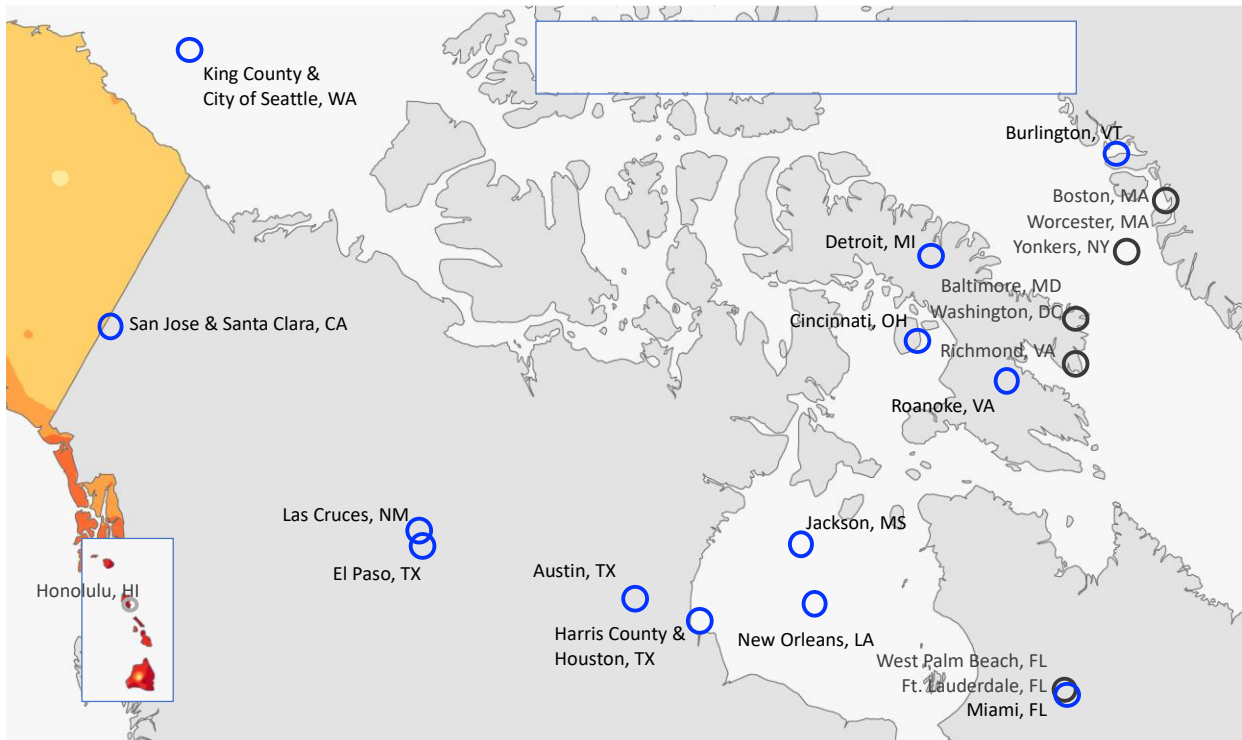 King County &
City of Seattle, WA
Burlington, VT
Boston, MA
Worcester, MA
Yonkers, NY
Detroit, MI
Baltimore, MD
Washington, DC
San Jose & Santa Clara, CA
Cincinnati, OH
Richmond, VA
Roanoke, VA
Las Cruces, NM
Jackson, MS
El Paso, TX
Austin, TX
Honolulu, HI
Harris County &
Houston, TX
New Orleans, LA
West Palm Beach, FL
Ft. Lauderdale, FL
Miami, FL